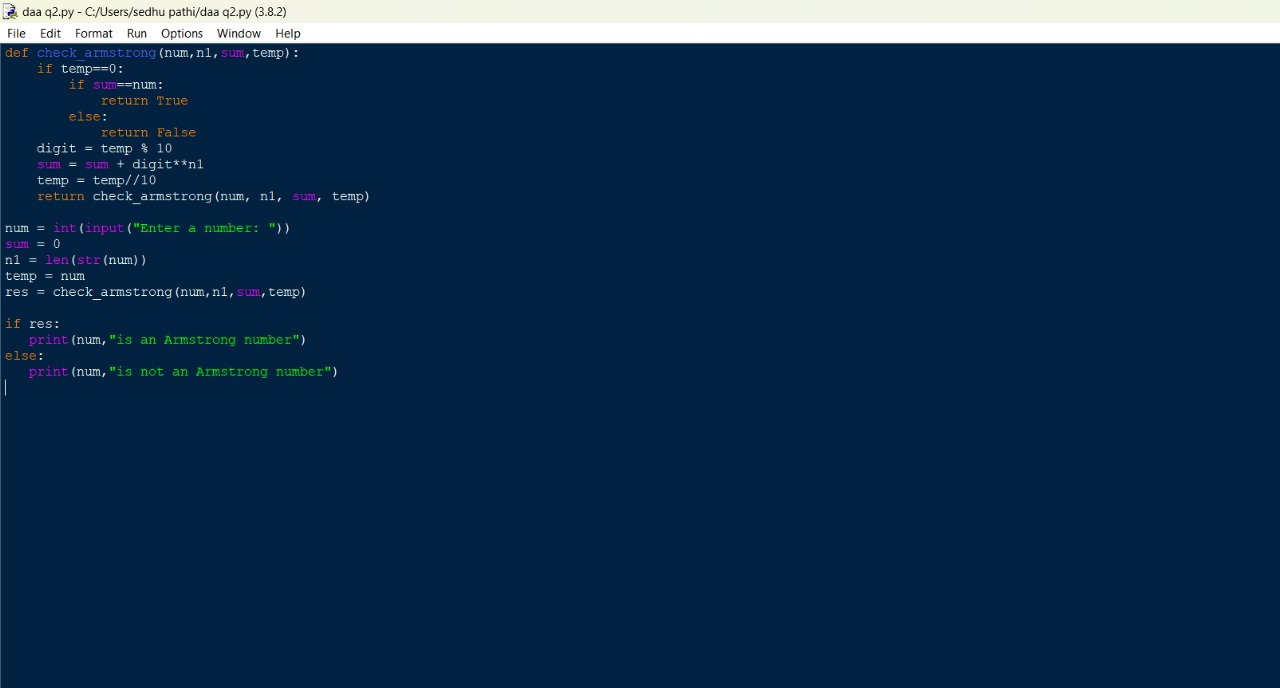 daa q2.py - C:/Users/sedhu pathi/daa q2.py (3.8.2)
File Edit Format Run Options Window Help
def check_armstrong(num,n1,sum,temp):
    if temp==0:
        if sum==num:
            return True
        else:
            return False
    digit = temp % 10
    sum = sum + digit**n1
    temp = temp//10
    return check_armstrong(num, n1, sum, temp)

num = int(input("Enter a number: "))
sum = 0
n1 = len(str(num))
temp = num
res = check_armstrong(num,n1,sum,temp)

if res:
   print(num,"is an Armstrong number")
else:
   print(num,"is not an Armstrong number")